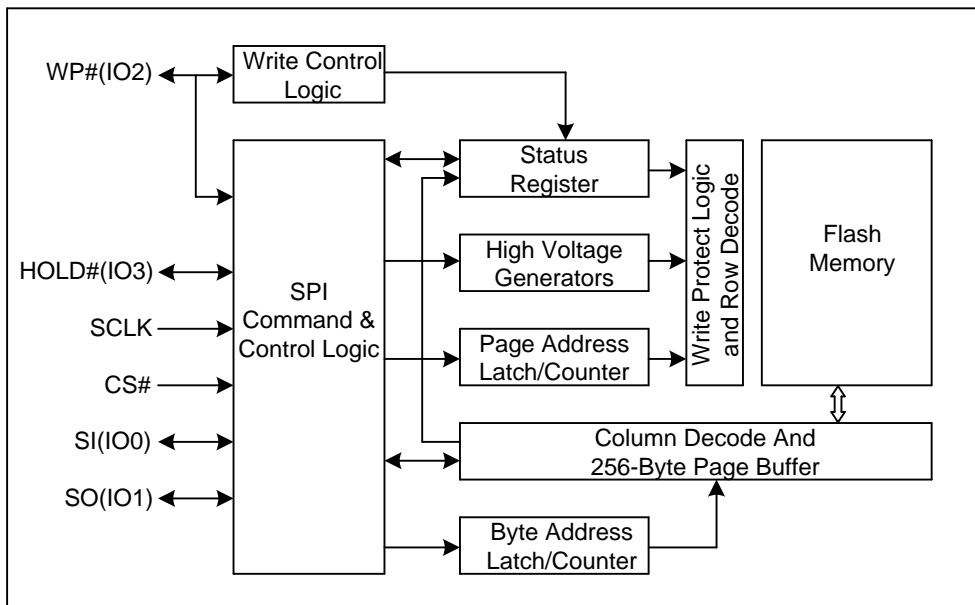 WP#(IO2)
Write Control
Logic
Status
Register
Write Protect Logic
and Row Decode
Flash
Memory
HOLD#(IO3)
High Voltage
Generators
SPI
Command &
Control Logic
SCLK
Page Address
Latch/Counter
CS#
SI(IO0)
Column Decode And
256-Byte Page Buffer
SO(IO1)
Byte Address
Latch/Counter